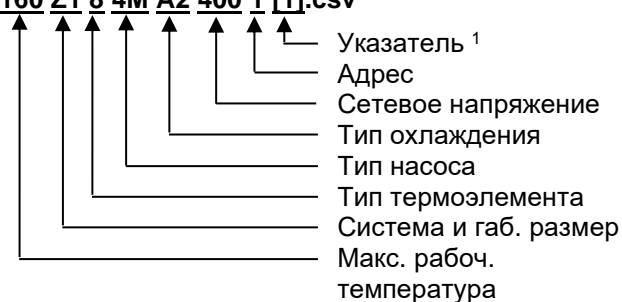 160 Z1 8 4M A2 400 1 [1].csv
Указатель 1
Адрес
Сетевое напряжение
Тип охлаждения
Тип насоса
Тип термоэлемента
Система и габ. размер
Макс. рабоч.
температура